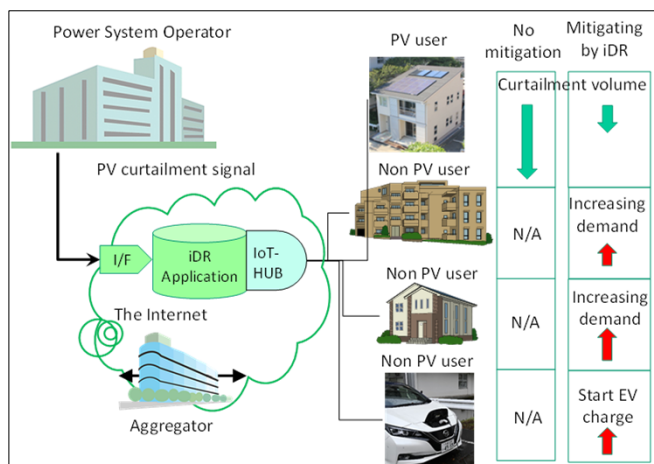 Power System Operator
PV user
No
mitigation
Mitigating
by iDR
Curtailment volume
PV curtailment signal
Non PV user
I/F
iDR
Application
IoT-
HUB
N/A
Increasing
demand
The Internet
Non PV user
N/A
Increasing
demand
Aggregator
Non PV user
N/A
Start EV
charge